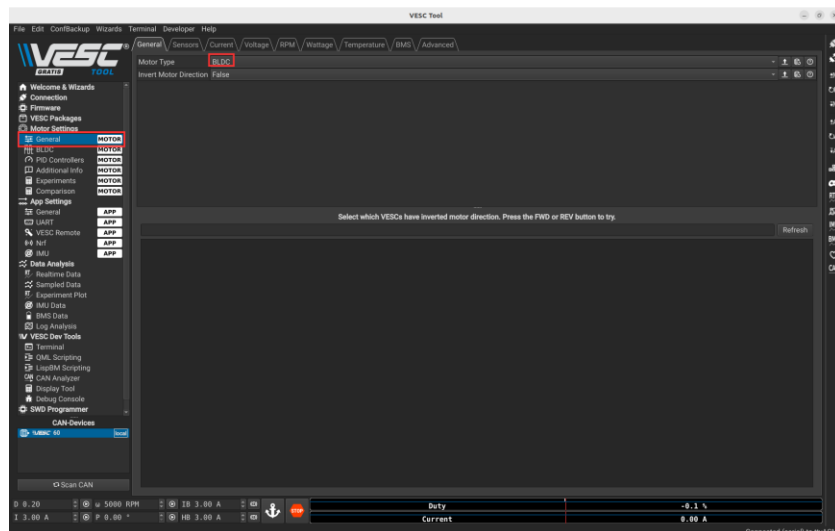 VESC Tool
File Edit ConfBackup Wizards Terminal Developer Help
VESC
GRATIS TOOL
General Sensors Current Voltage RPM Wattage Temperature BMS Advanced
Motor Type BLDC
Invert Motor Direction False
Welcome & Wizards
Connection
Firmware
VESC Packages
Motor Settings
General MOTOR
BLDC MOTOR
PID Controllers MOTOR
Additional Info MOTOR
Experiments MOTOR
Comparison MOTOR
App Settings
General APP
UART APP
VESC Remote APP
Nrf APP
IMU APP
Data Analysis
Realtime Data
Sampled Data
Experiment Plot
IMU Data
BMS Data
Log Analysis
VESC Dev Tools
Terminal
QML Scripting
LispBM Scripting
CAN Analyzer
Display Tool
Debug Console
SWD Programmer
CAN-Devices
VESC 60 local
Scan CAN
Select which VESCs have inverted motor direction. Press the FWD or REV button to try.
Refresh
D 0.20 ω 5000 RPM IB 3.00 A
I 3.00 A P 0.00 ° HB 3.00 A
STOP
Duty -0.1 %
Current 0.00 A